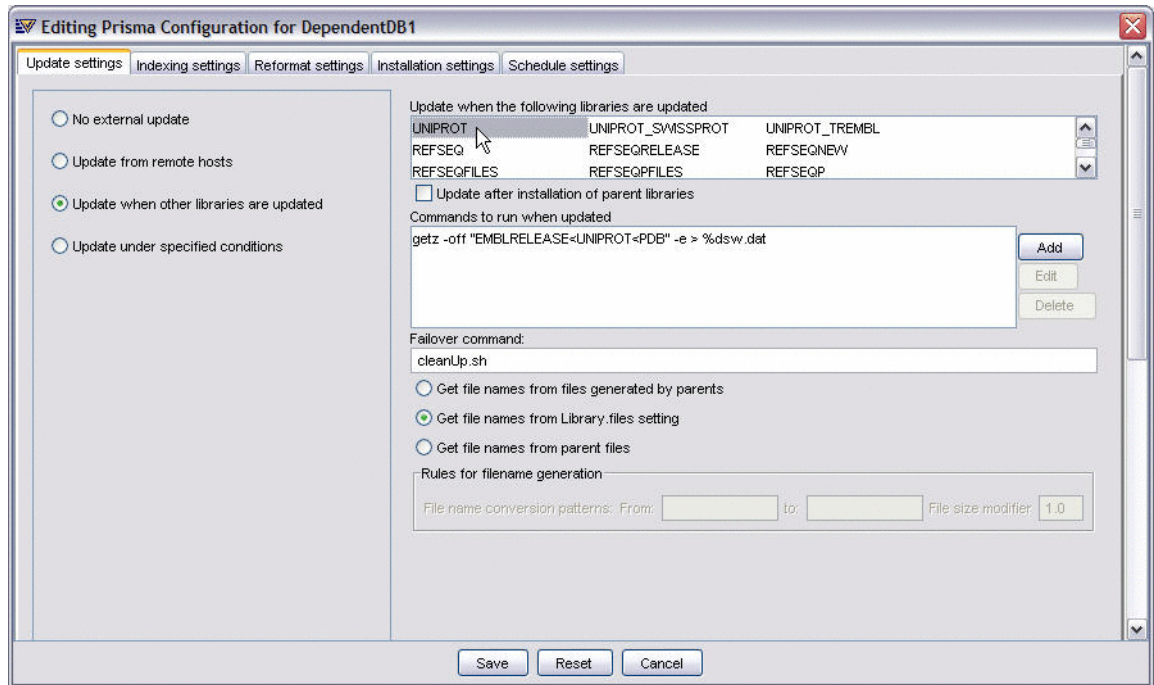 Editing Prisma Configuration for DependentDB1
Update settings Indexing settings Reformat settings Installation settings Schedule settings
No external update
Update from remote hosts
Update when other libraries are updated
Update under specified conditions
Update when the following libraries are updated
UNIPROT UNIPROT_SWISSPROT UNIPROT_TREMBL
REFSEQ REFSEQRELEASE REFSEQNEW
REFSEQFILES REFSEQPFILES REFSEQP
Update after installation of parent libraries
Commands to run when updated
getz -off "EMBLRELEASE<UNIPROT<PDB" -e > %dsw.dat
Add
Edit
Delete
Failover command:
cleanUp.sh
Get file names from files generated by parents
Get file names from Library.files setting
Get file names from parent files
Rules for filename generation
File name conversion patterns: From: to: File size modifier 1.0
Save Reset Cancel